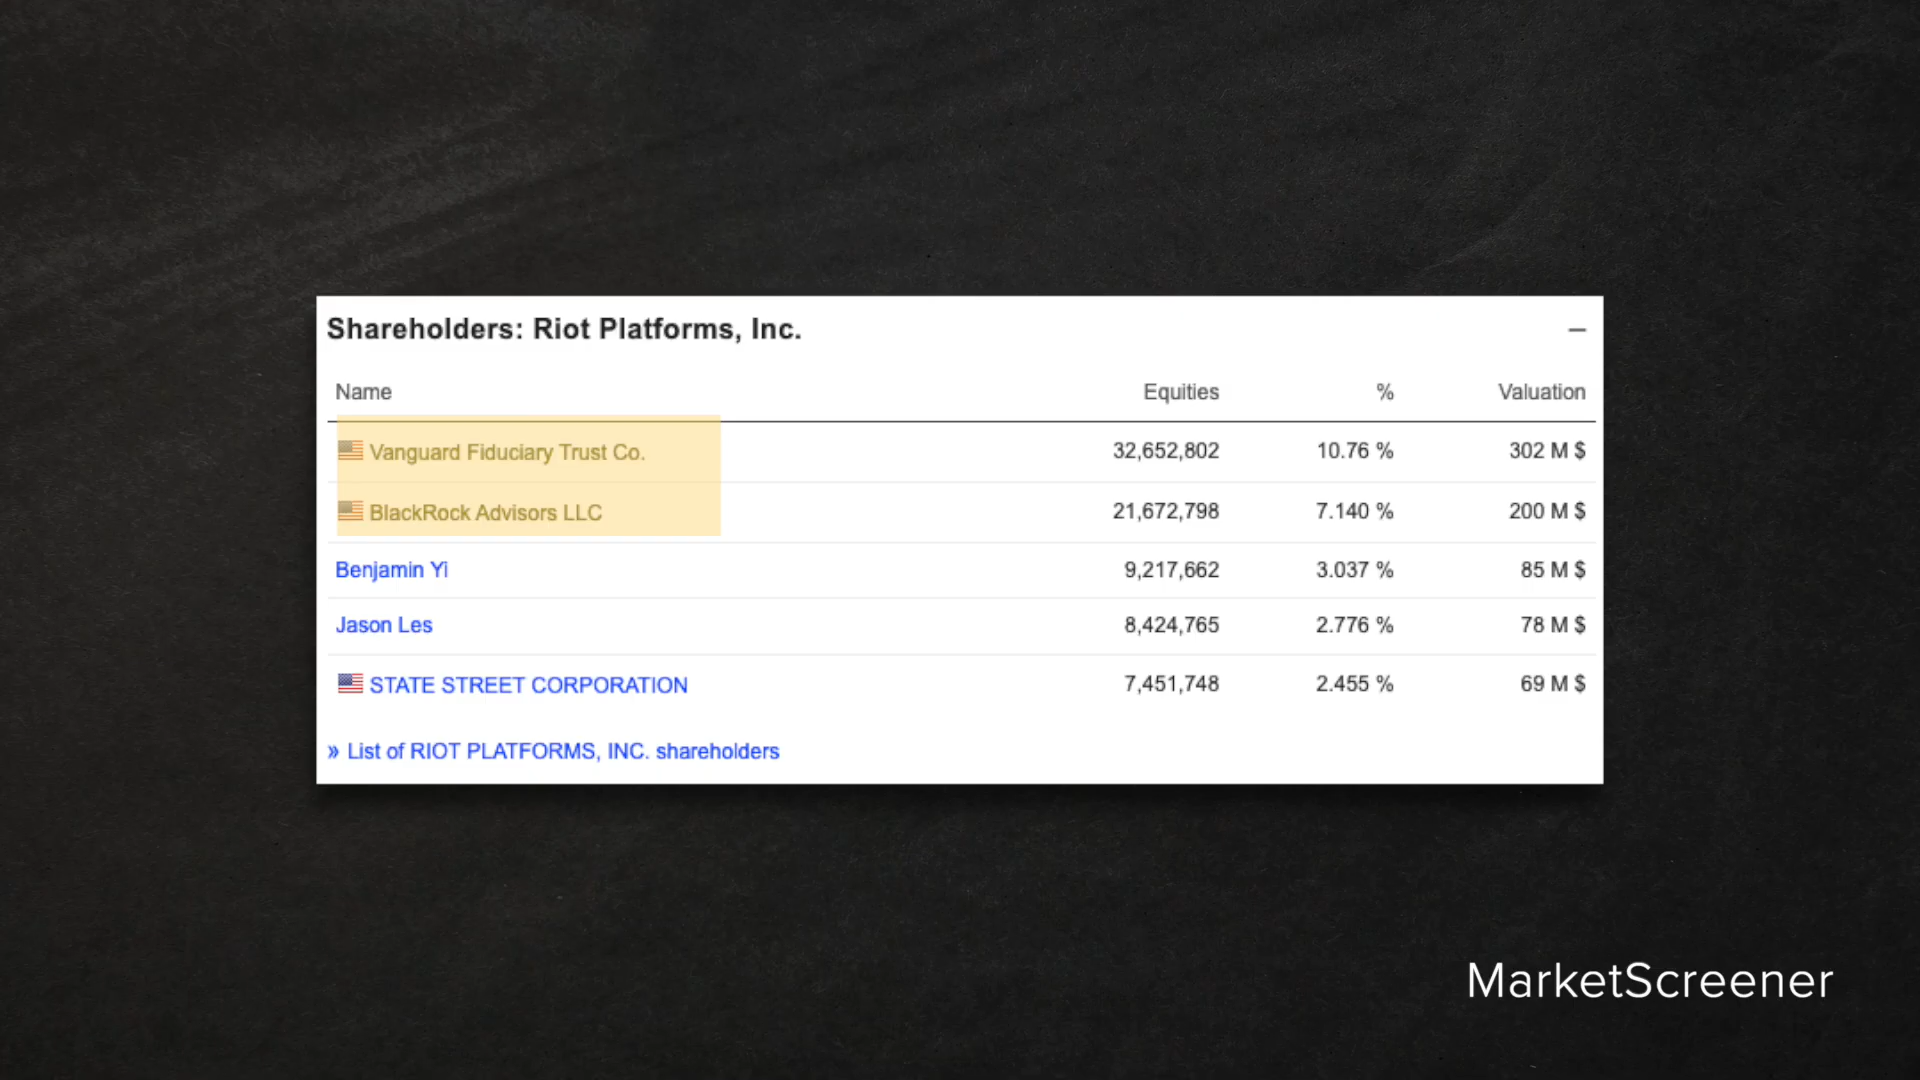 Shareholders: Riot Platforms, Inc. –
Name Equities % Valuation
Vanguard Fiduciary Trust Co. 32,652,802 10.76 % 302 M $
BlackRock Advisors LLC 21,672,798 7.140 % 200 M $
Benjamin Yi 9,217,662 3.037 % 85 M $
Jason Les 8,424,765 2.776 % 78 M $
STATE STREET CORPORATION 7,451,748 2.455 % 69 M $
» List of RIOT PLATFORMS, INC. shareholders
MarketScreener